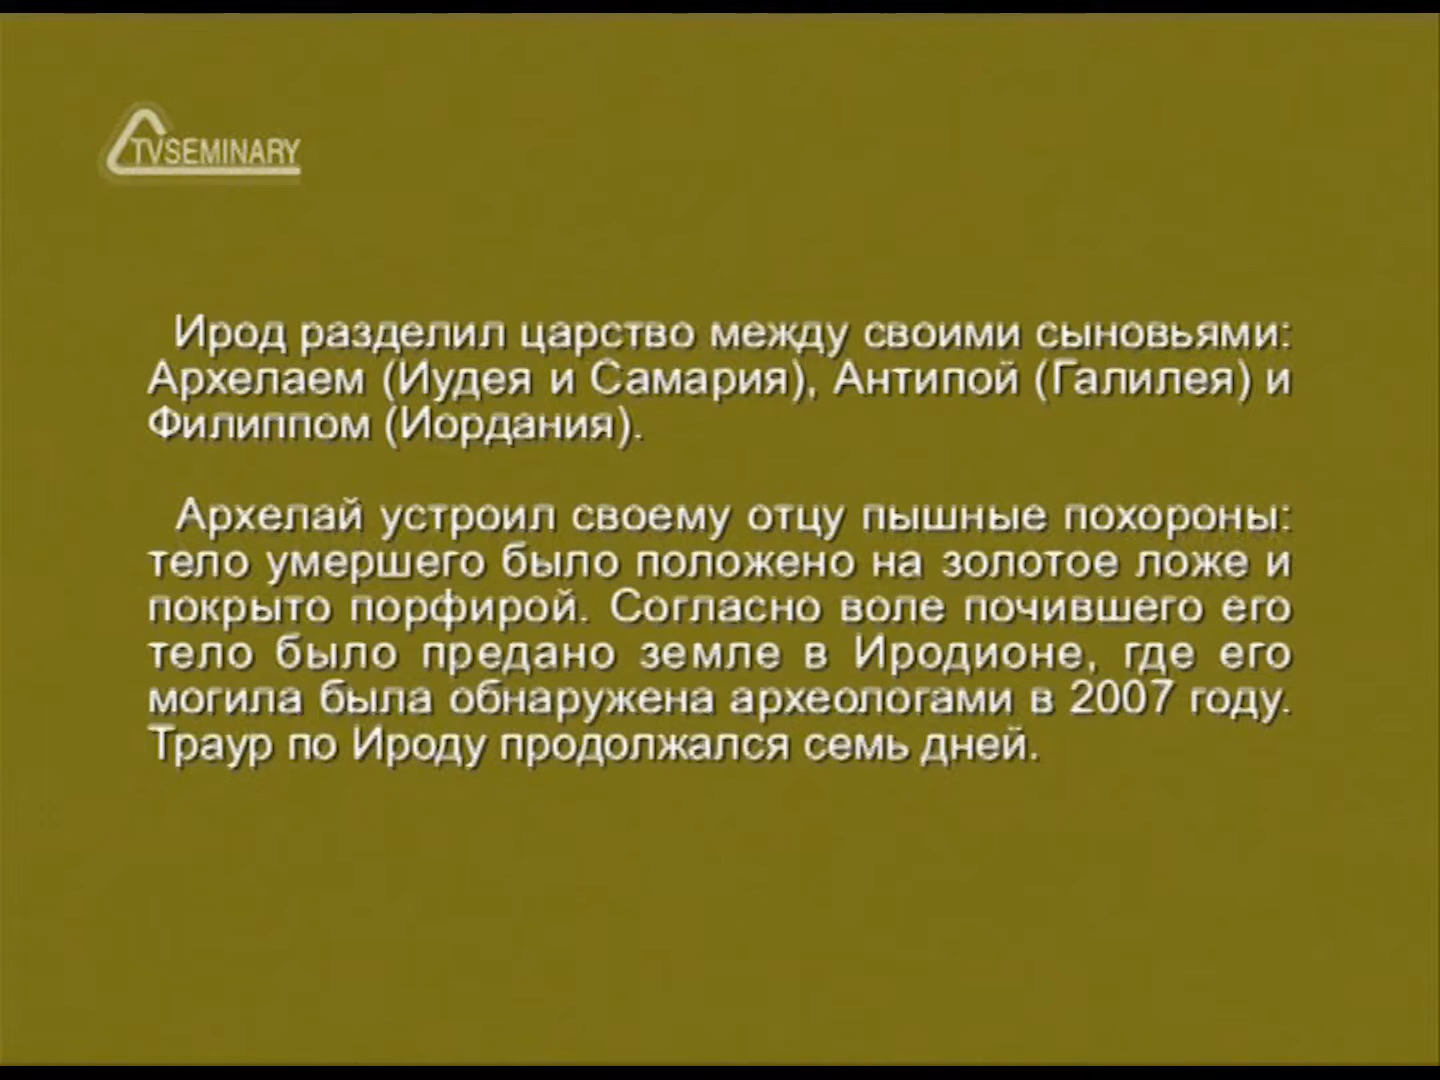 TVSEMINARY
Ирод разделил царство между своими сыновьями:
Архелаем (Иудея и Самария), Антипой (Галилея) и
Филиппом (Иордания).
Архелай устроил своему отцу пышные похороны:
тело умершего было положено на золотое ложе и
покрыто порфирой. Согласно воле почившего его
тело было предано земле в Иродионе, где его
могила была обнаружена археологами в 2007 году.
Траур по Ироду продолжался семь дней.